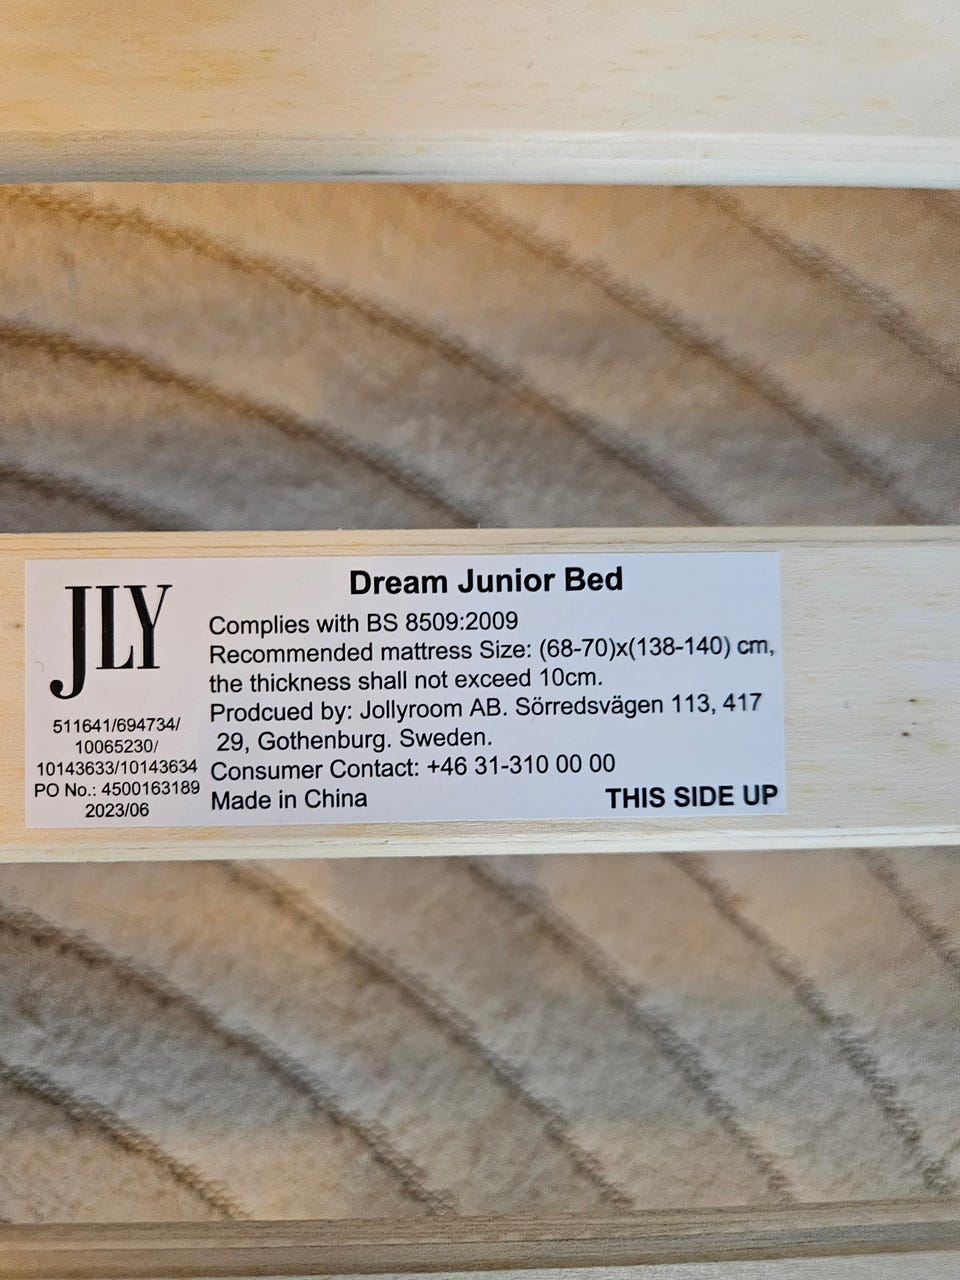 JLY
511641/694734/
10065230/
10143633/10143634
PO No.: 4500163189
2023/06
Dream Junior Bed
Complies with BS 8509:2009
Recommended mattress Size: (68-70)x(138-140) cm,
the thickness shall not exceed 10cm.
Prodcued by: Jollyroom AB. Sörredsvägen 113, 417
29, Gothenburg. Sweden.
Consumer Contact: +46 31-310 00 00
Made in China
THIS SIDE UP